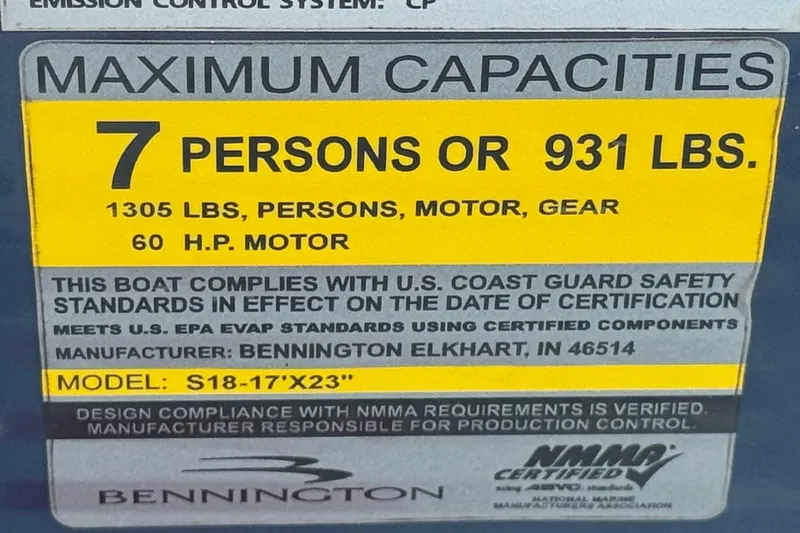 EMISSION CONTROL SYSTEM: CP
MAXIMUM CAPACITIES
7 PERSONS OR 931 LBS.
1305 LBS, PERSONS, MOTOR, GEAR
60 H.P. MOTOR
THIS BOAT COMPLIES WITH U.S. COAST GUARD SAFETY
STANDARDS IN EFFECT ON THE DATE OF CERTIFICATION
MEETS U.S. EPA EVAP STANDARDS USING CERTIFIED COMPONENTS
MANUFACTURER: BENNINGTON ELKHART, IN 46514
MODEL: S18-17'X23"
DESIGN COMPLIANCE WITH NMMA REQUIREMENTS IS VERIFIED.
MANUFACTURER RESPONSIBLE FOR PRODUCTION CONTROL.
BENNINGTON
NMMA
CERTIFIED
using ABYC standards
NATIONAL MARINE
MANUFACTURERS ASSOCIATION